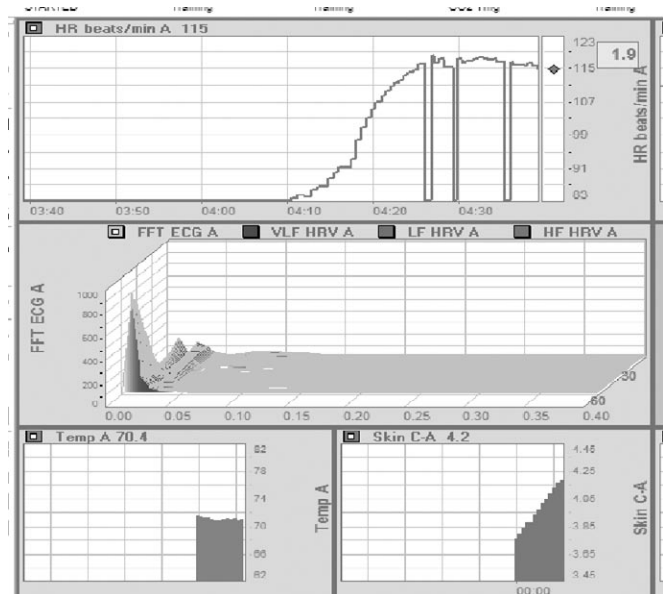 HR beats/min A 115
123
1.9
115
107
99
91
83
HR beats/min A
03:40 03:50 04:00 04:10 04:20 04:30
FFT ECG A VLF HRV A LF HRV A HF HRV A
FFT ECG A
1000
800
600
400
200
0
30
60
0.00 0.05 0.10 0.15 0.20 0.25 0.30 0.35 0.40
Temp A 70.4
82
78
74
70
66
62
Temp A
Skin C-A 4.2
4.45
4.25
4.05
3.85
3.65
3.45
Skin C-A
00:00